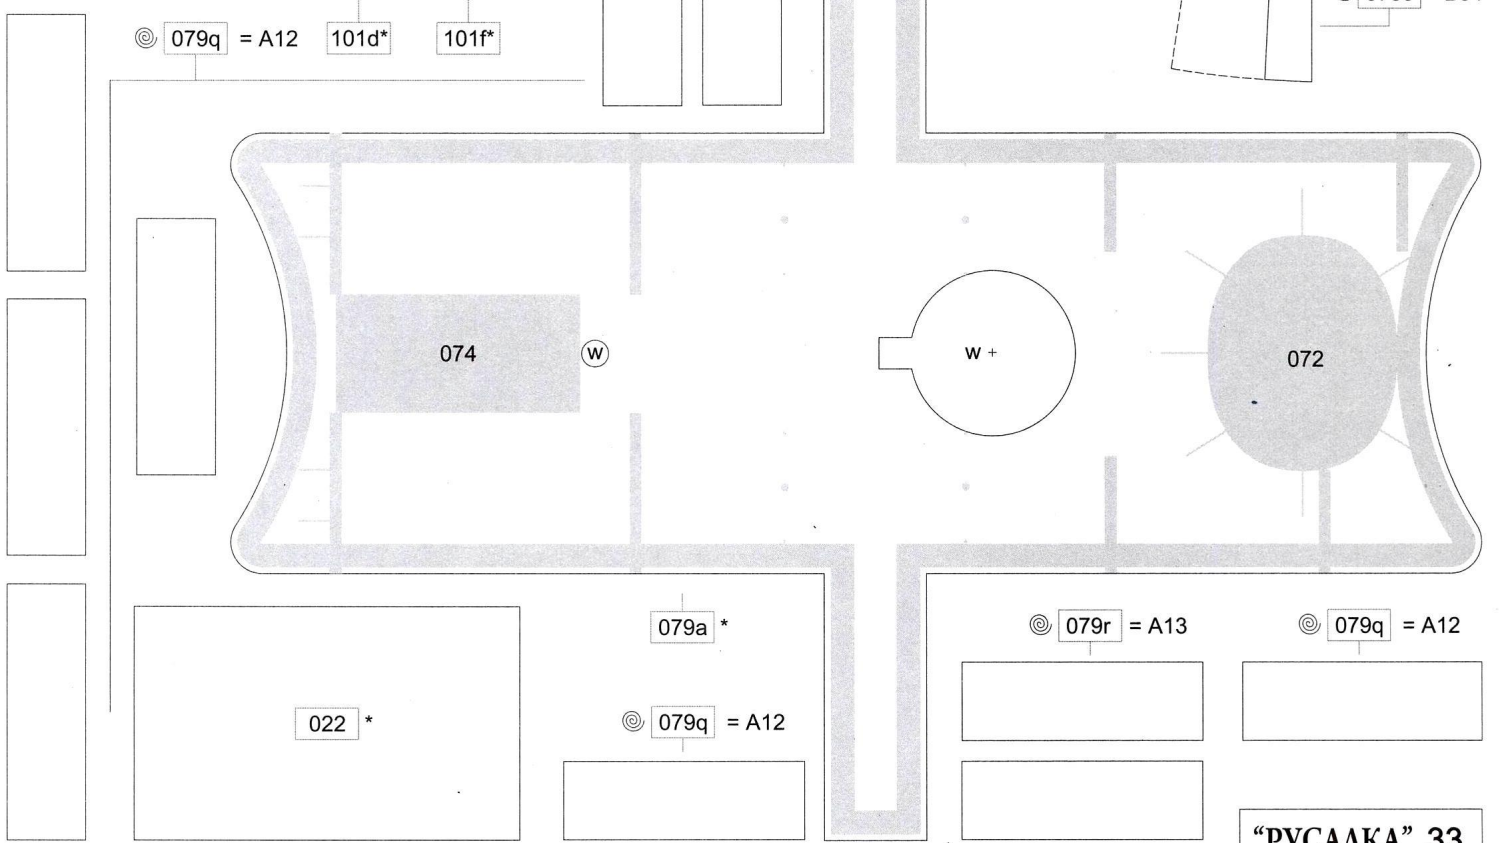 079q = A12 101d* 101f*
074 W W + 072
079a *
079r = A13 079q = A12
022 *
079q = A12
“РУСАЛКА” 33